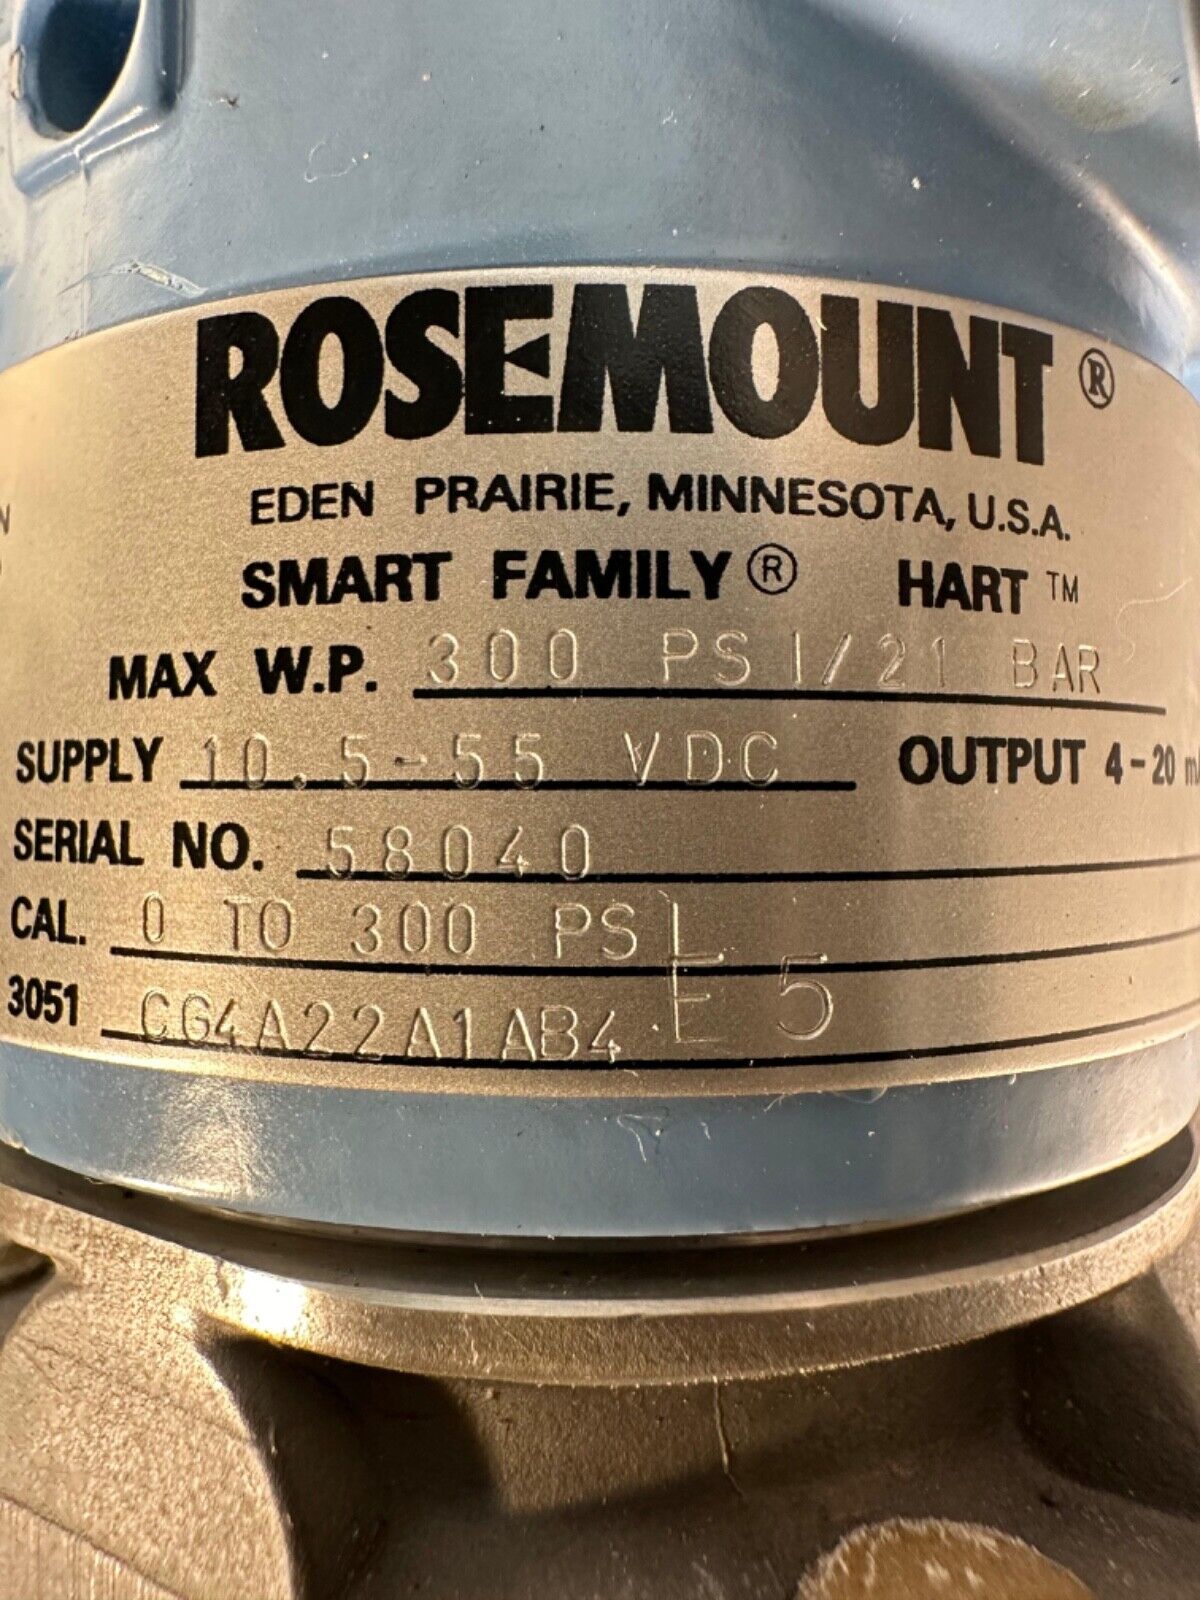 ROSEMOUNT®
EDEN PRAIRIE, MINNESOTA, U.S.A.
SMART FAMILY® HART™
MAX W.P. 300 PSI/21 BAR
SUPPLY 10.5-55 VDC OUTPUT 4-20
SERIAL NO. 58040
CAL. 0 TO 300 PSI
3051 CG4A22A1AB4 E5